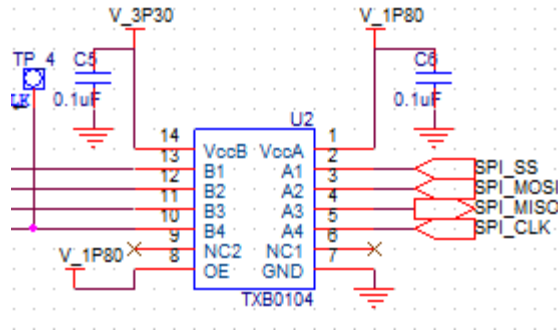 V_3P30 V_1P80
TP_4 C5 C6
0.1uF 0.1uF
U2
14 1
VccB VccA
13 2
B1 A1 SPI_SS
12 3
B2 A2 SPI_MOSI
11 4
B3 A3 SPI_MISO
10 5
B4 A4 SPI_CLK
9 6
V_1P80 NC2 NC1
8 7
OE GND
TXB0104